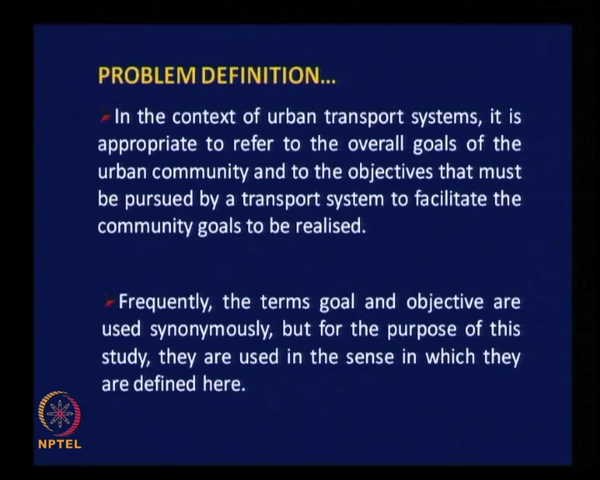 PROBLEM DEFINITION...
In the context of urban transport systems, it is
appropriate to refer to the overall goals of the
urban community and to the objectives that must
be pursued by a transport system to facilitate the
community goals to be realised.
Frequently, the terms goal and objective are
used synonymously, but for the purpose of this
study, they are used in the sense in which they
are defined here.
NPTEL